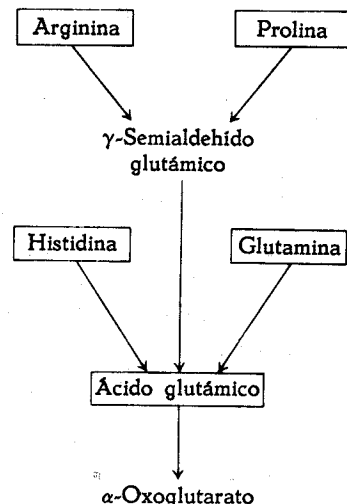 Arginina
Prolina
γ-Semialdehído
glutámico
Histidina
Glutamina
Ácido glutámico
α-Oxoglutarato